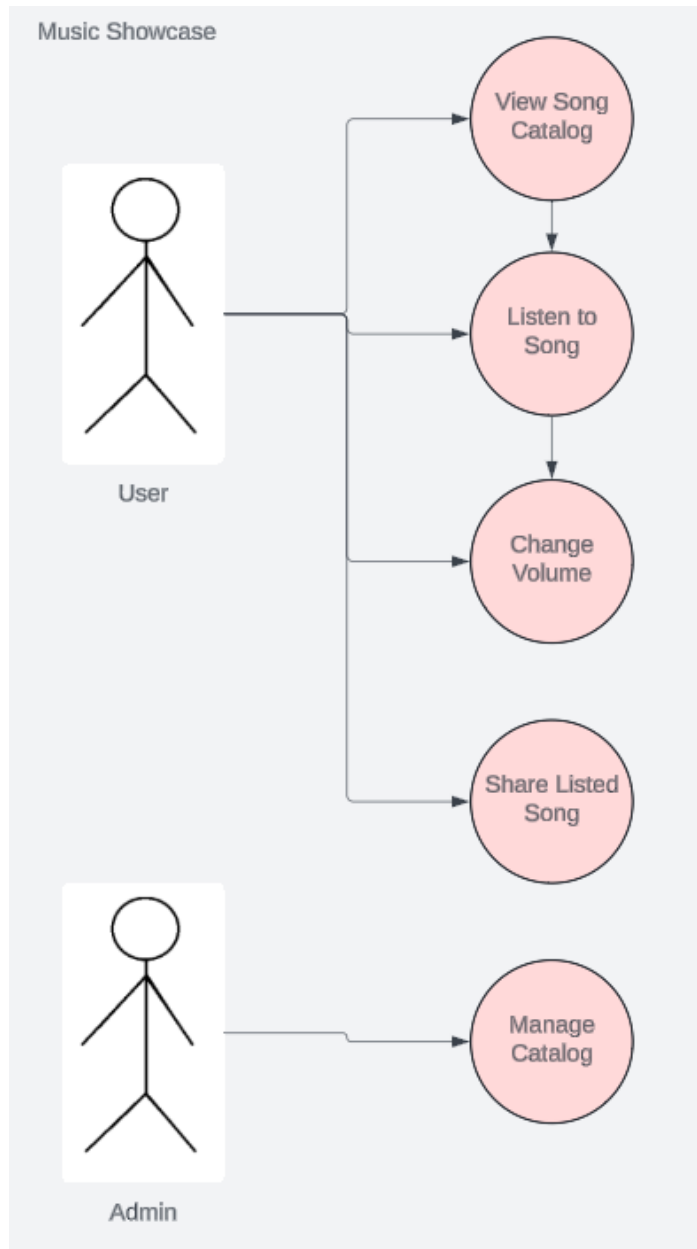 Music Showcase
View Song
Catalog
Listen to
Song
User
Change
Volume
Share Listed
Song
Manage
Catalog
Admin